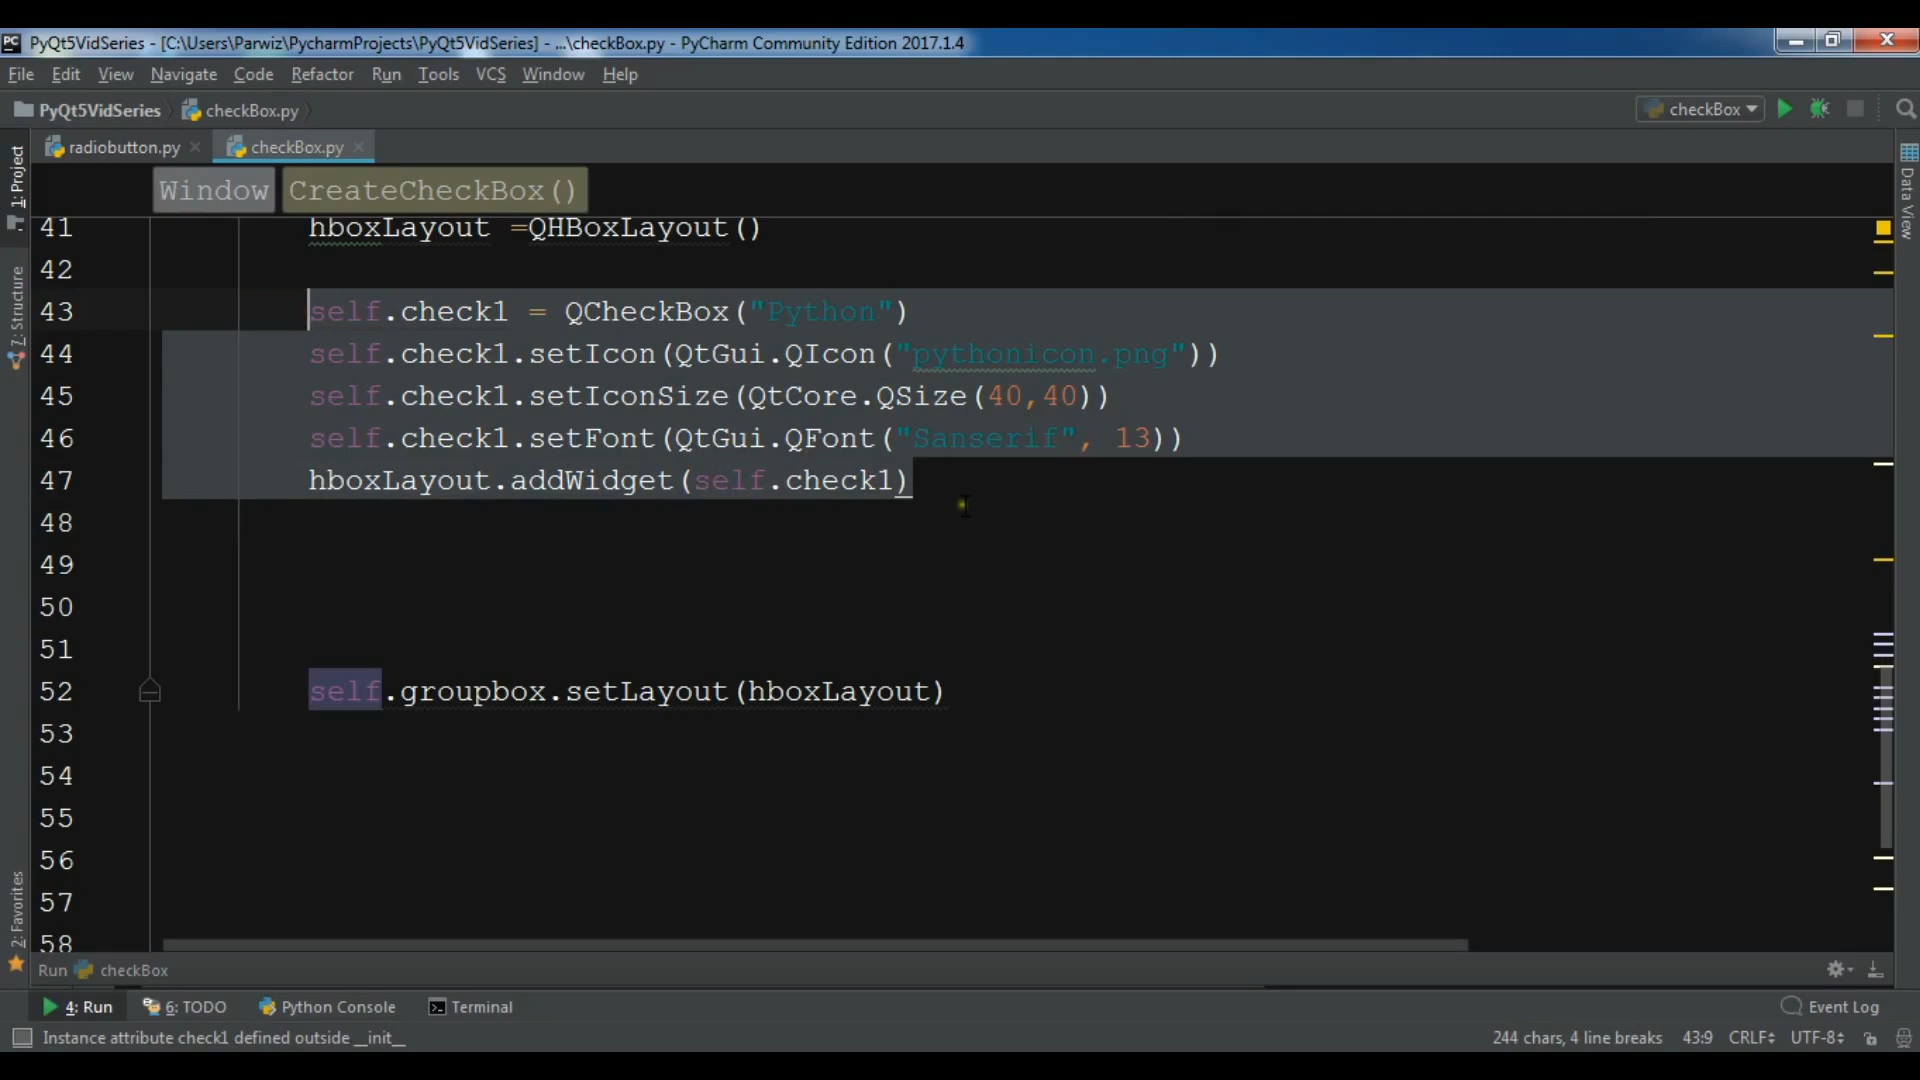 PC PyQt5VidSeries - [C:\Users\Parwiz\PycharmProjects\PyQt5VidSeries] - ...\checkBox.py - PyCharm Community Edition 2017.1.4
File Edit View Navigate Code Refactor Run Tools VCS Window Help
PyQt5VidSeries checkBox.py checkBox
radiobutton.py checkBox.py
Window CreateCheckBox()
41 hboxLayout =QHBoxLayout()
42
43 self.check1 = QCheckBox("Python")
44 self.check1.setIcon(QtGui.QIcon("pythonicon.png"))
45 self.check1.setIconSize(QtCore.QSize(40,40))
46 self.check1.setFont(QtGui.QFont("Sanserif", 13))
47 hboxLayout.addWidget(self.check1)
48
49
50
51
52 self.groupbox.setLayout(hboxLayout)
53
54
55
56
57
58
1: Project
7: Structure
2: Favorites
Data View
Run checkBox
4: Run 6: TODO Python Console Terminal Event Log
Instance attribute check1 defined outside __init__ 244 chars, 4 line breaks 43:9 CRLF UTF-8